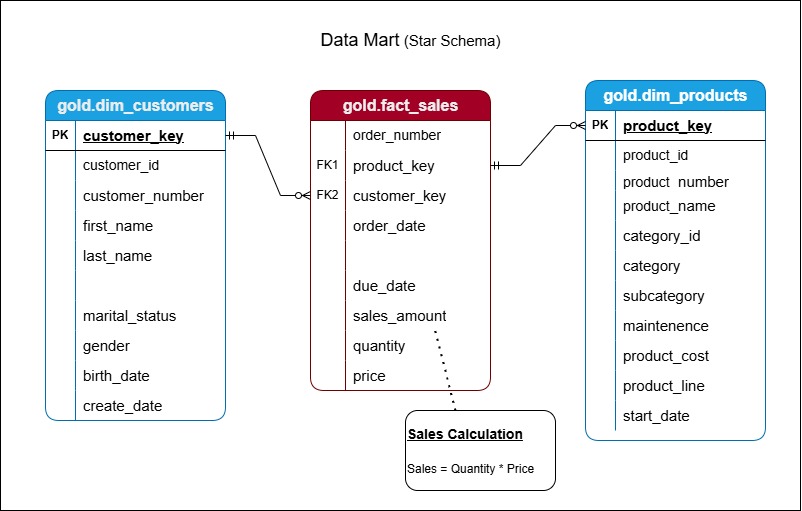 Data Mart (Star Schema)
gold.dim_customers
PK customer_key
customer_id
customer_number
first_name
last_name
marital_status
gender
birth_date
create_date
gold.fact_sales
order_number
FK1 product_key
FK2 customer_key
order_date
due_date
sales_amount
quantity
price
Sales Calculation
Sales = Quantity * Price
gold.dim_products
PK product_key
product_id
product_number
product_name
category_id
category
subcategory
maintenence
product_cost
product_line
start_date